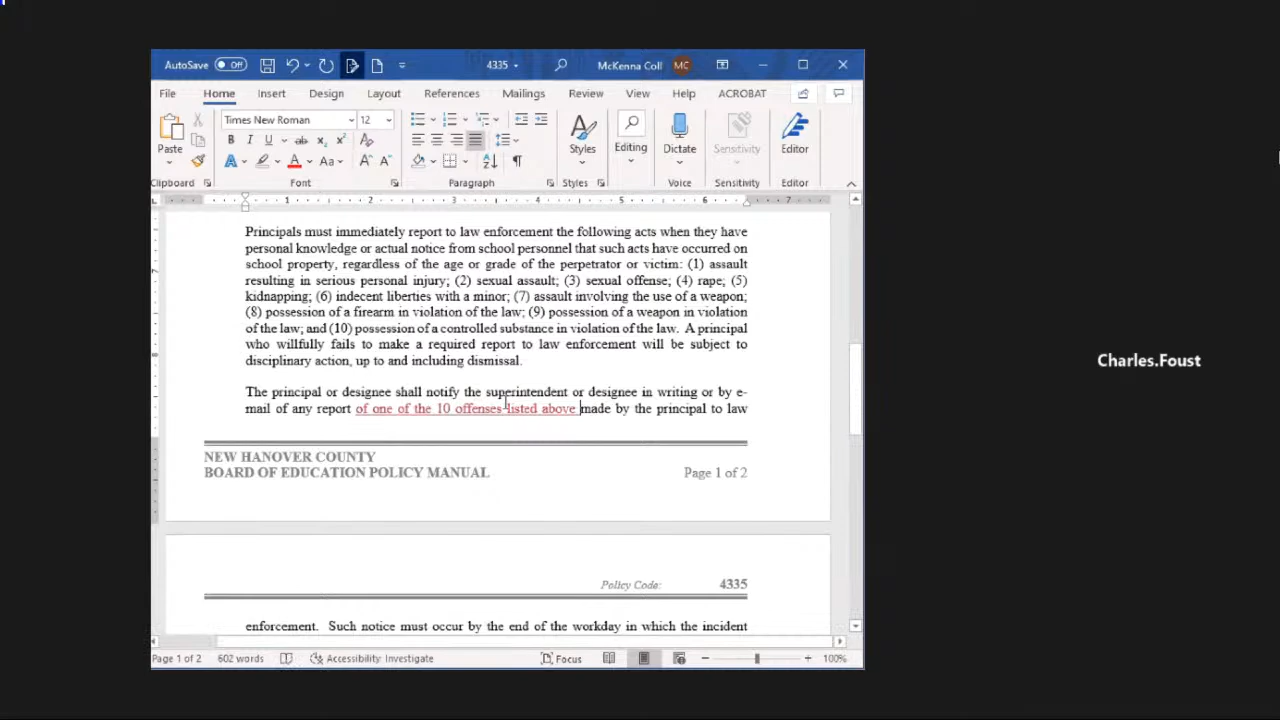 AutoSave Off 4335 McKenna Coll MC
File Home Insert Design Layout References Mailings Review View Help ACROBAT
Paste Times New Roman 12 Styles Editing Dictate Sensitivity Editor
Clipboard Font Paragraph Styles Voice Sensitivity Editor
1 2 3 4 5 6 7
Principals must immediately report to law enforcement the following acts when they have
personal knowledge or actual notice from school personnel that such acts have occurred on
school property, regardless of the age or grade of the perpetrator or victim: (1) assault
resulting in serious personal injury; (2) sexual assault; (3) sexual offense; (4) rape; (5)
kidnapping; (6) indecent liberties with a minor; (7) assault involving the use of a weapon;
(8) possession of a firearm in violation of the law; (9) possession of a weapon in violation
of the law; and (10) possession of a controlled substance in violation of the law. A principal
who willfully fails to make a required report to law enforcement will be subject to
disciplinary action, up to and including dismissal.
The principal or designee shall notify the superintendent or designee in writing or by e-
mail of any report of one of the 10 offenses listed above made by the principal to law
NEW HANOVER COUNTY
BOARD OF EDUCATION POLICY MANUAL Page 1 of 2
Policy Code: 4335
enforcement. Such notice must occur by the end of the workday in which the incident
Page 1 of 2 602 words Accessibility: Investigate Focus 100%
Charles.Foust